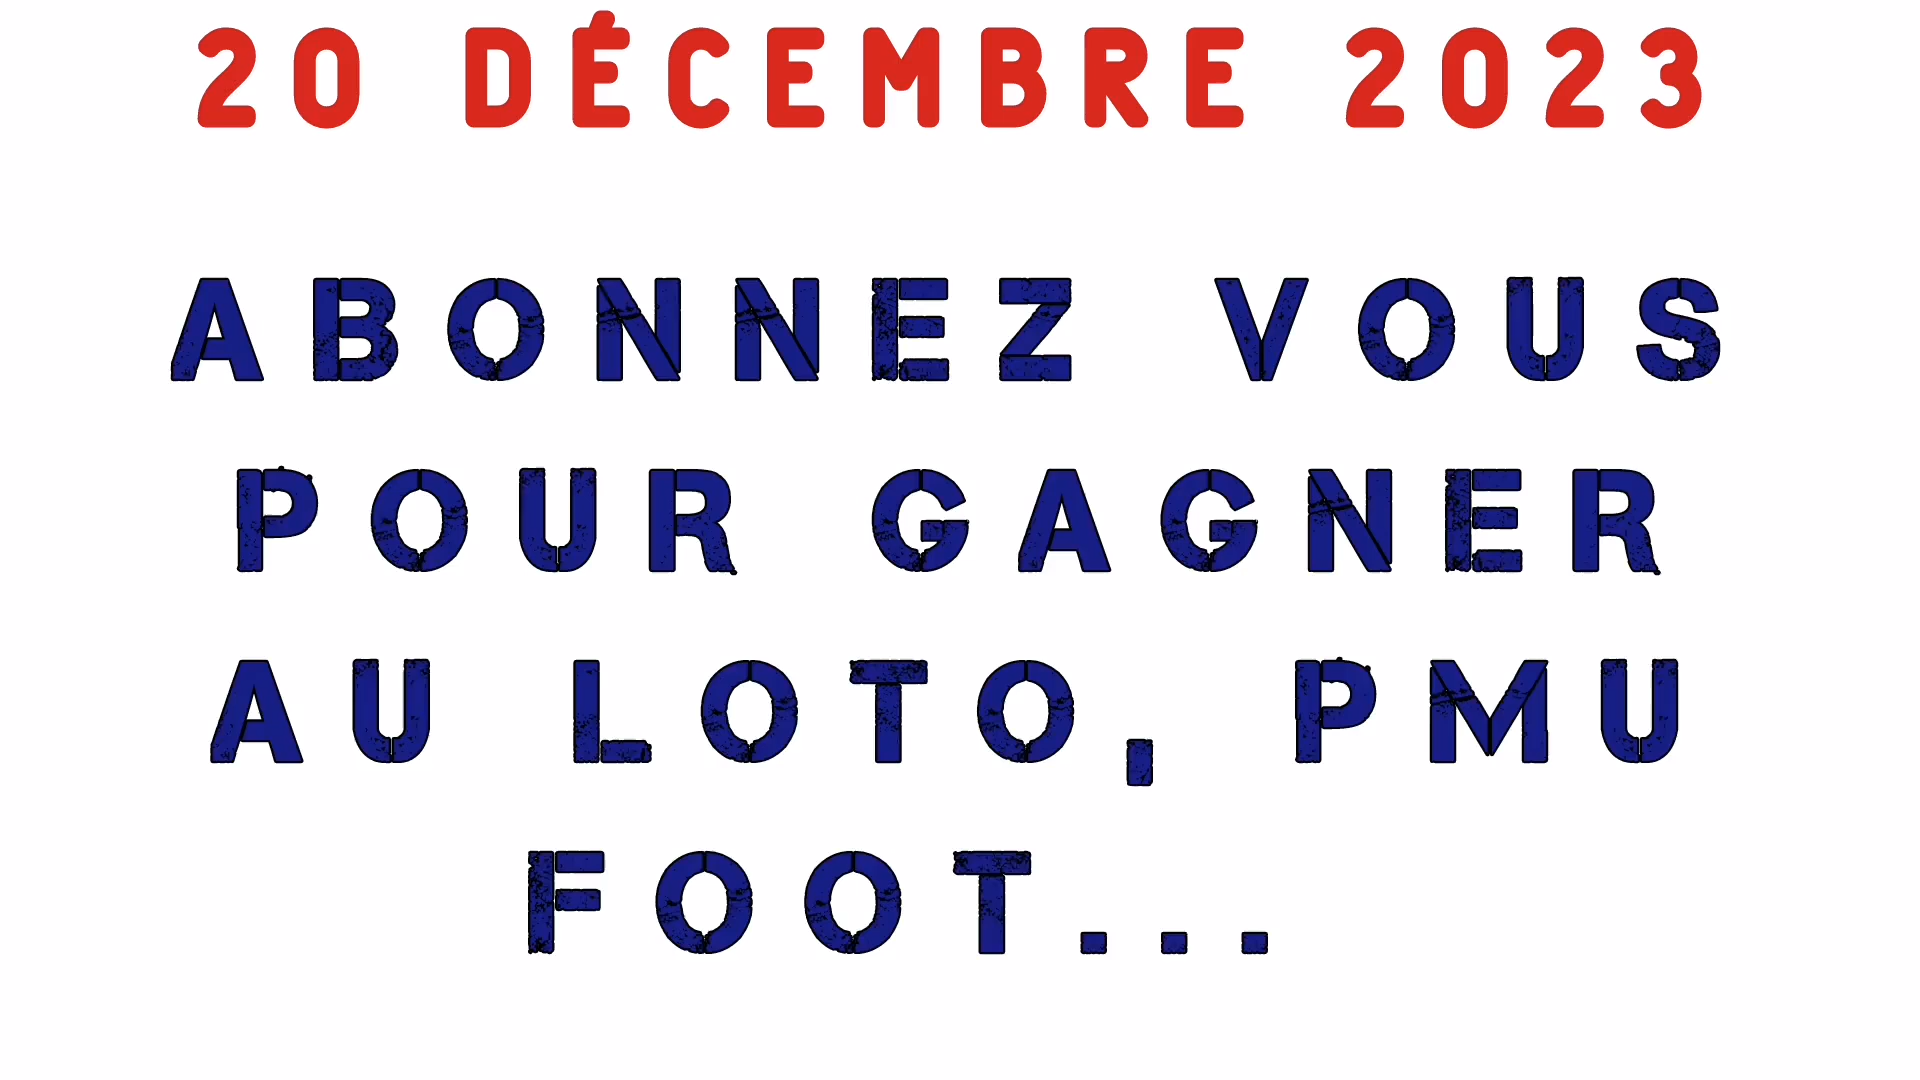 20 DÉCEMBRE 2023
ABONNEZ VOUS
POUR GAGNER
AU LOTO, PMU
FOOT...